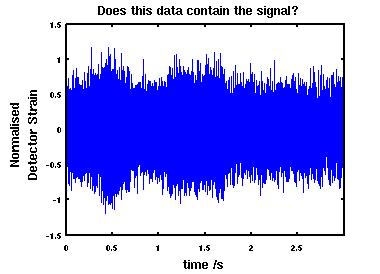 Does this data contain the signal?
1.5
1
0.5
0
-0.5
-1
-1.5
Normalised
Detector Strain
0 0.5 1 1.5 2 2.5
time /s